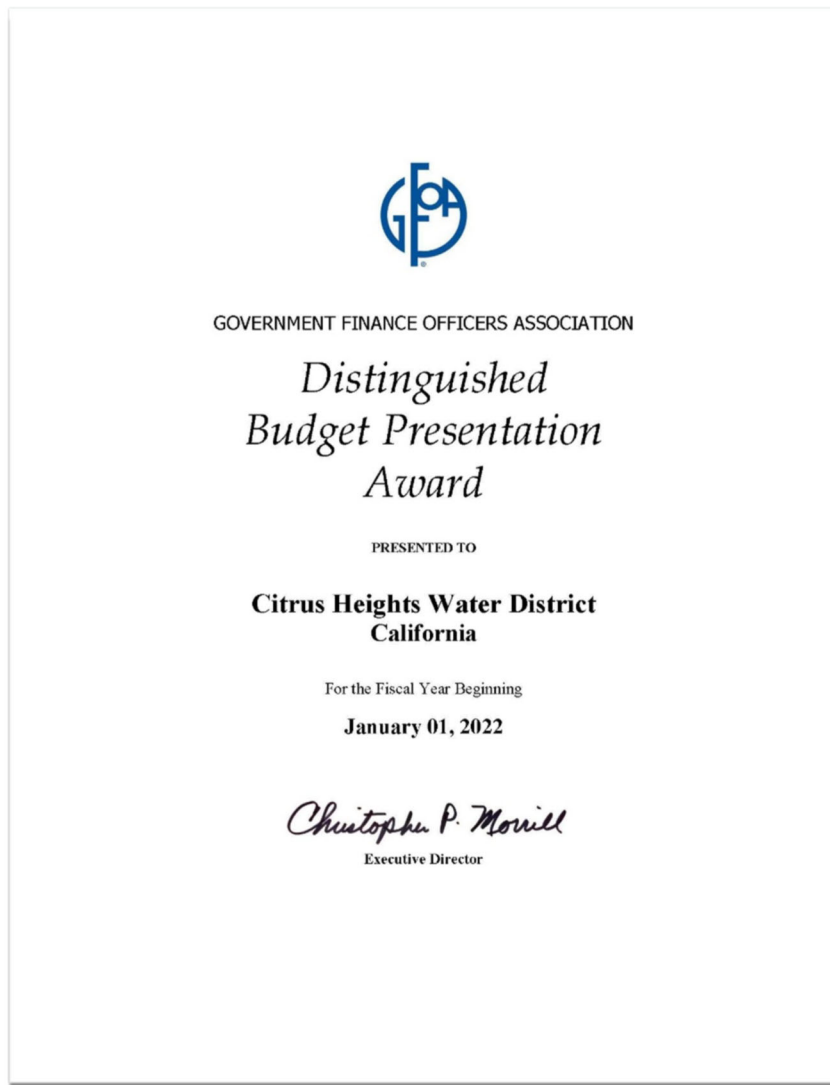 GFOA
®
GOVERNMENT FINANCE OFFICERS ASSOCIATION
Distinguished
Budget Presentation
Award
PRESENTED TO
Citrus Heights Water District
California
For the Fiscal Year Beginning
January 01, 2022
Christopher P. Morrill
Executive Director